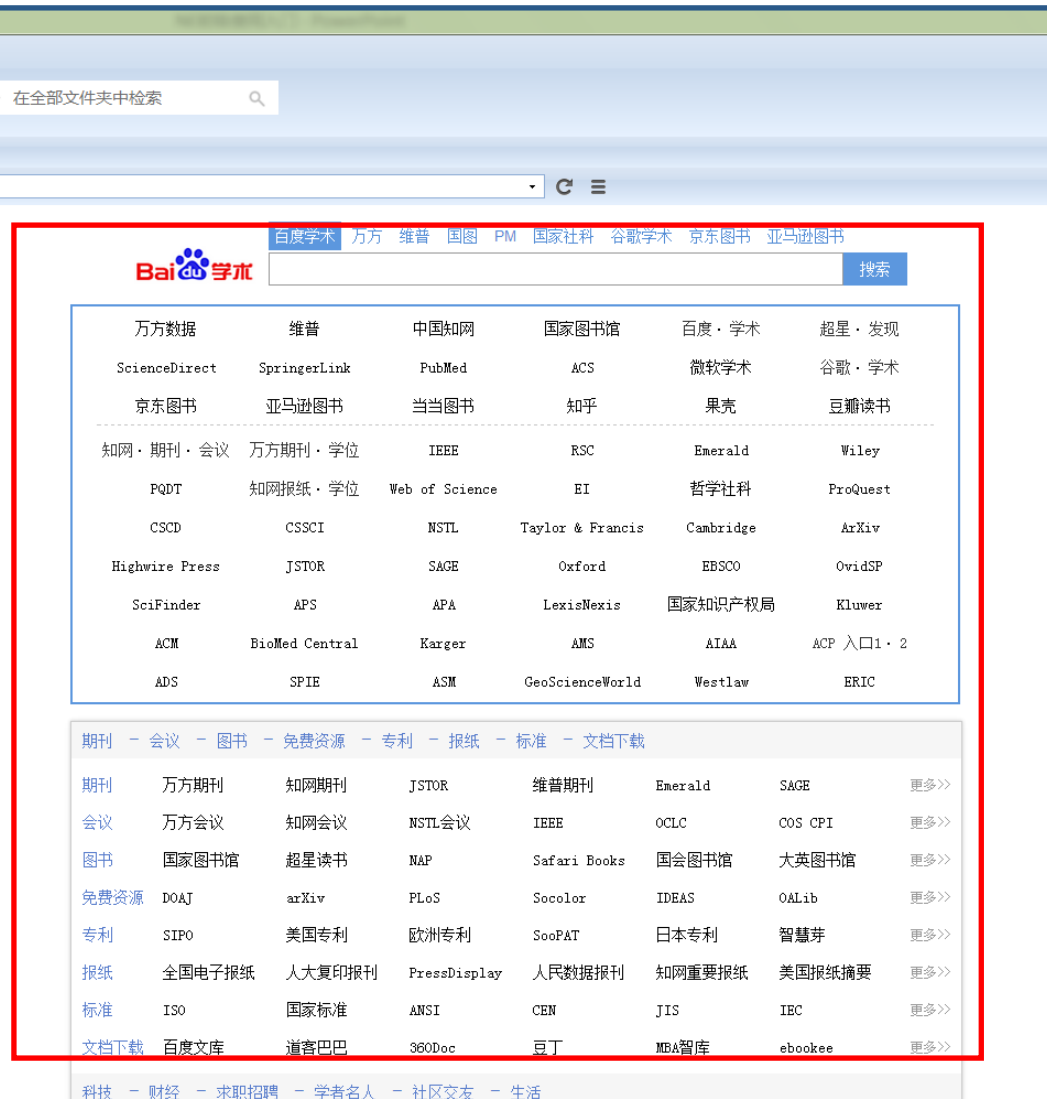 在全部文件夹中检索
百度学术 万方 维普 国图 PM 国家社科 谷歌学术 京东图书 亚马逊图书
Bai du 学术 搜索
万方数据 维普 中国知网 国家图书馆 百度·学术 超星·发现
ScienceDirect SpringerLink PubMed ACS 微软学术 谷歌·学术
京东图书 亚马逊图书 当当图书 知乎 果壳 豆瓣读书
知网·期刊·会议 万方期刊·学位 IEEE RSC Emerald Wiley
PQDT 知网报纸·学位 Web of Science EI 哲学社科 ProQuest
CSCD CSSCI NSTL Taylor & Francis Cambridge ArXiv
Highwire Press JSTOR SAGE Oxford EBSCO OvidSP
SciFinder APS APA LexisNexis 国家知识产权局 Kluwer
ACM BioMed Central Karger AMS AIAA ACP 入口1·2
ADS SPIE ASM GeoScienceWorld Westlaw ERIC
期刊 - 会议 - 图书 - 免费资源 - 专利 - 报纸 - 标准 - 文档下载
期刊 万方期刊 知网期刊 JSTOR 维普期刊 Emerald SAGE 更多>>
会议 万方会议 知网会议 NSTL会议 IEEE OCLC COS CPI 更多>>
图书 国家图书馆 超星读书 NAP Safari Books 国会图书馆 大英图书馆 更多>>
免费资源 DOAJ arXiv PLoS Socolor IDEAS OALib 更多>>
专利 SIPO 美国专利 欧洲专利 SooPAT 日本专利 智慧芽 更多>>
报纸 全国电子报纸 人大复印报刊 PressDisplay 人民数据报刊 知网重要报纸 美国报纸摘要 更多>>
标准 ISO 国家标准 ANSI CEN JIS IEC 更多>>
文档下载 百度文库 道客巴巴 360Doc 豆丁 MBA智库 ebookee 更多>>
科技 - 财经 - 求职招聘 - 学者名人 - 社区交友 - 生活